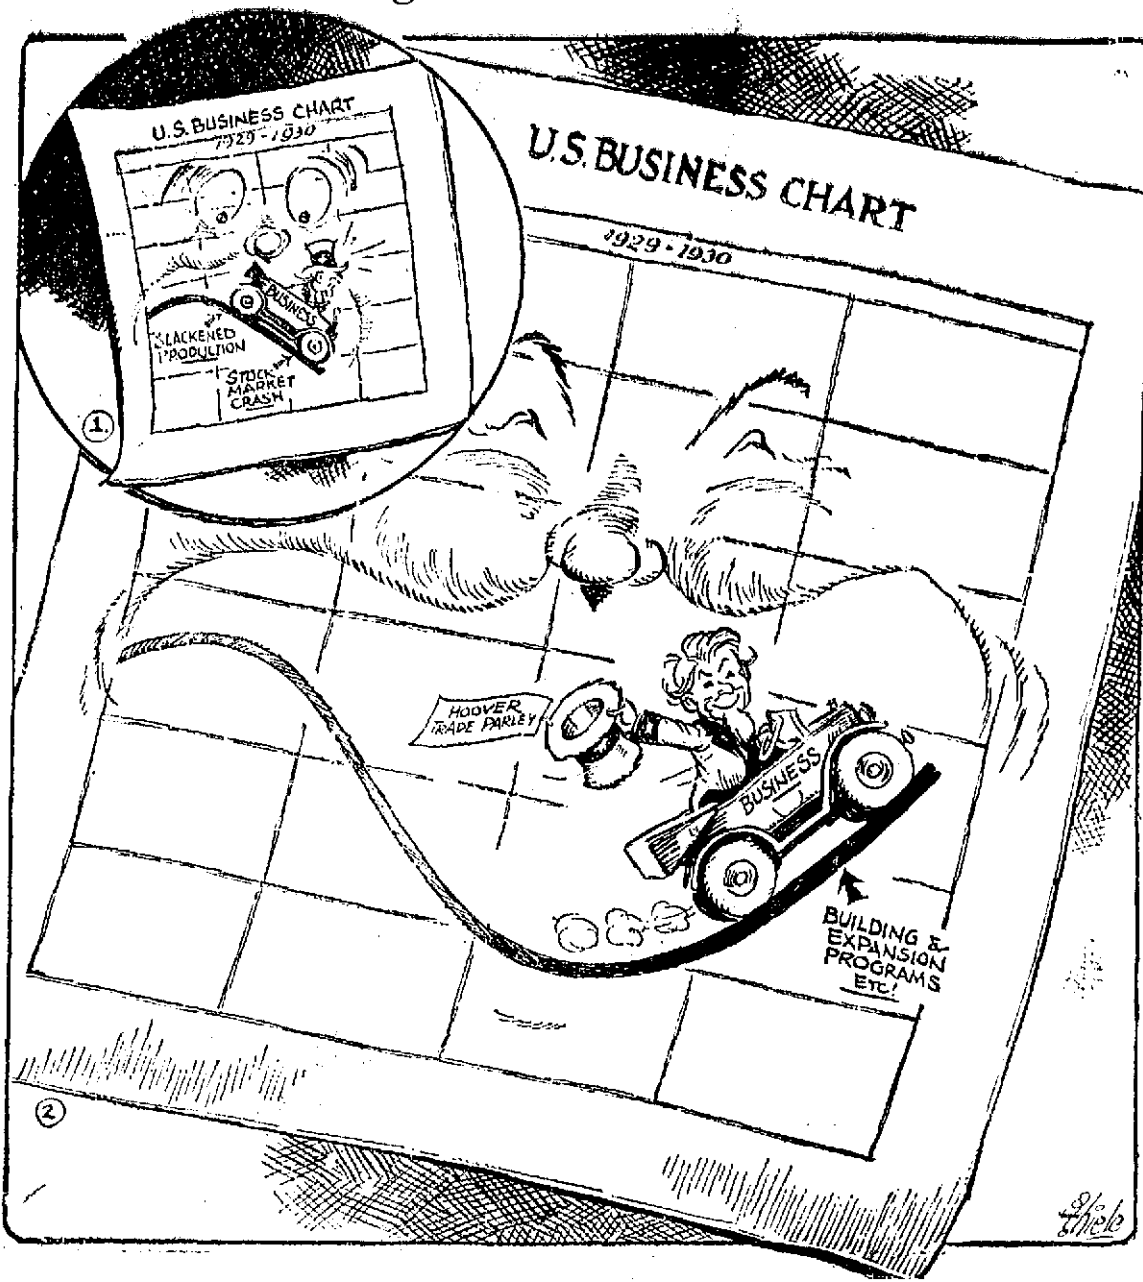 U.S. BUSINESS CHART
1929-1930
BUSINESS
SLACKENED
PRODUCTION
STOCK
MARKET
CRASH
1.
U.S. BUSINESS CHART
1929-1930
HOOVER
TRADE PARLEY
BUSINESS
BUILDING &
EXPANSION
PROGRAMS
ETC!
2
Thiele